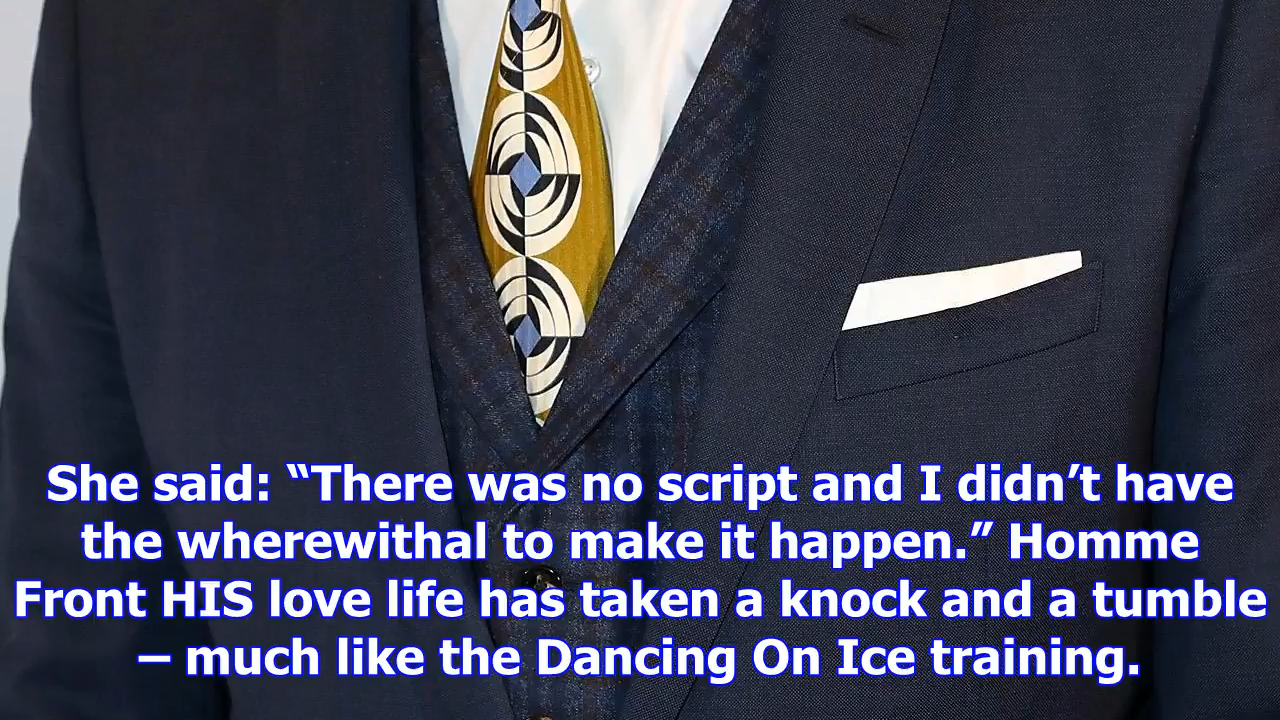 She said: “There was no script and I didn’t have
the wherewithal to make it happen.” Homme
Front HIS love life has taken a knock and a tumble
– much like the Dancing On Ice training.